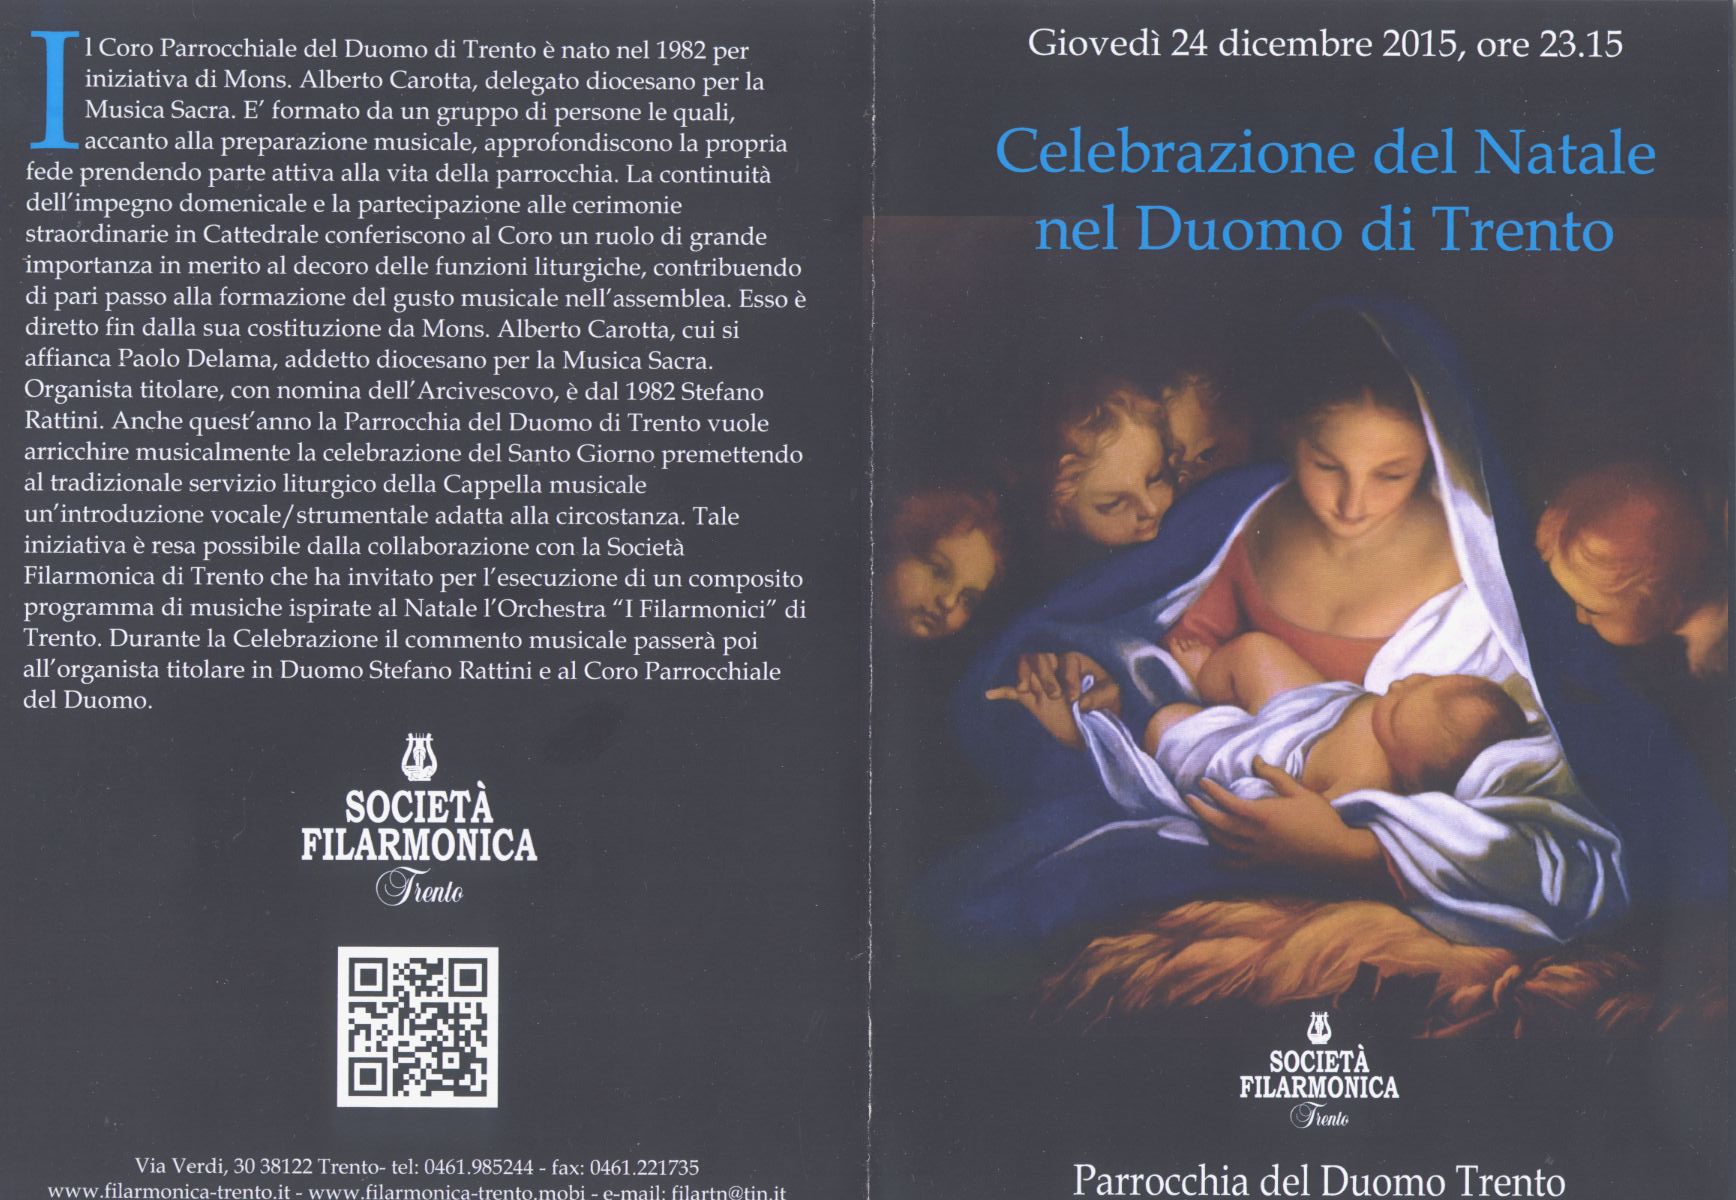 Il Coro Parrocchiale del Duomo di Trento è nato nel 1982 per
iniziativa di Mons. Alberto Carotta, delegato diocesano per la
Musica Sacra. E’ formato da un gruppo di persone le quali,
accanto alla preparazione musicale, approfondiscono la propria
fede prendendo parte attiva alla vita della parrocchia. La continuità
dell’impegno domenicale e la partecipazione alle cerimonie
straordinarie in Cattedrale conferiscono al Coro un ruolo di grande
importanza in merito al decoro delle funzioni liturgiche, contribuendo
di pari passo alla formazione del gusto musicale nell’assemblea. Esso è
diretto fin dalla sua costituzione da Mons. Alberto Carotta, cui si
affianca Paolo Delama, addetto diocesano per la Musica Sacra.
Organista titolare, con nomina dell’Arcivescovo, è dal 1982 Stefano
Rattini. Anche quest’anno la Parrocchia del Duomo di Trento vuole
arricchire musicalmente la celebrazione del Santo Giorno premettendo
al tradizionale servizio liturgico della Cappella musicale
un’introduzione vocale/strumentale adatta alla circostanza. Tale
iniziativa è resa possibile dalla collaborazione con la Società
Filarmonica di Trento che ha invitato per l’esecuzione di un composito
programma di musiche ispirate al Natale l’Orchestra “I Filarmonici” di
Trento. Durante la Celebrazione il commento musicale passerà poi
all’organista titolare in Duomo Stefano Rattini e al Coro Parrocchiale
del Duomo.
SOCIETÀ
FILARMONICA
Trento
Via Verdi, 30 38122 Trento- tel: 0461.985244 - fax: 0461.221735
www.filarmonica-trento.it - www.filarmonica-trento.mobi - e-mail: filartn@tin.it
Giovedì 24 dicembre 2015, ore 23.15
Celebrazione del Natale
nel Duomo di Trento
SOCIETÀ
FILARMONICA
Trento
Parrocchia del Duomo Trento